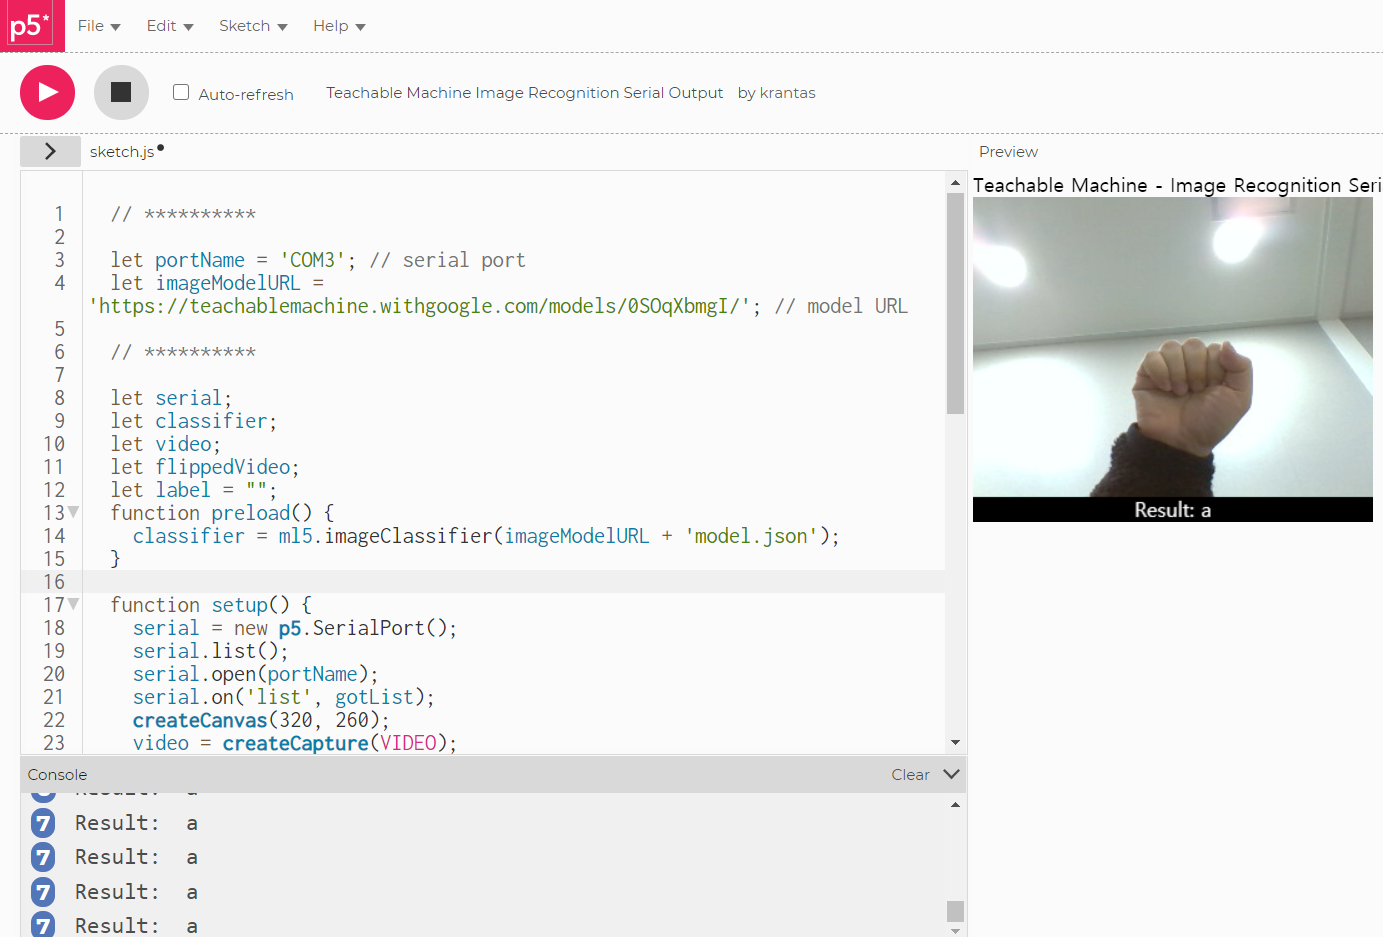 p5*
File Edit Sketch Help
Auto-refresh Teachable Machine Image Recognition Serial Output by krantas
sketch.js
Preview
Teachable Machine - Image Recognition Seri
1 // **********
2
3 let portName = 'COM3'; // serial port
4 let imageModelURL =
'https://teachablemachine.withgoogle.com/models/0SOqXbmgI/'; // model URL
5
6 // **********
7
8 let serial;
9 let classifier;
10 let video;
11 let flippedVideo;
12 let label = "";
13 function preload() {
14 classifier = ml5.imageClassifier(imageModelURL + 'model.json');
15 }
16
17 function setup() {
18 serial = new p5.SerialPort();
19 serial.list();
20 serial.open(portName);
21 serial.on('list', gotList);
22 createCanvas(320, 260);
23 video = createCapture(VIDEO);
Result: a
Console Clear
Result: a
7 Result: a
7 Result: a
7 Result: a
7 Result: a